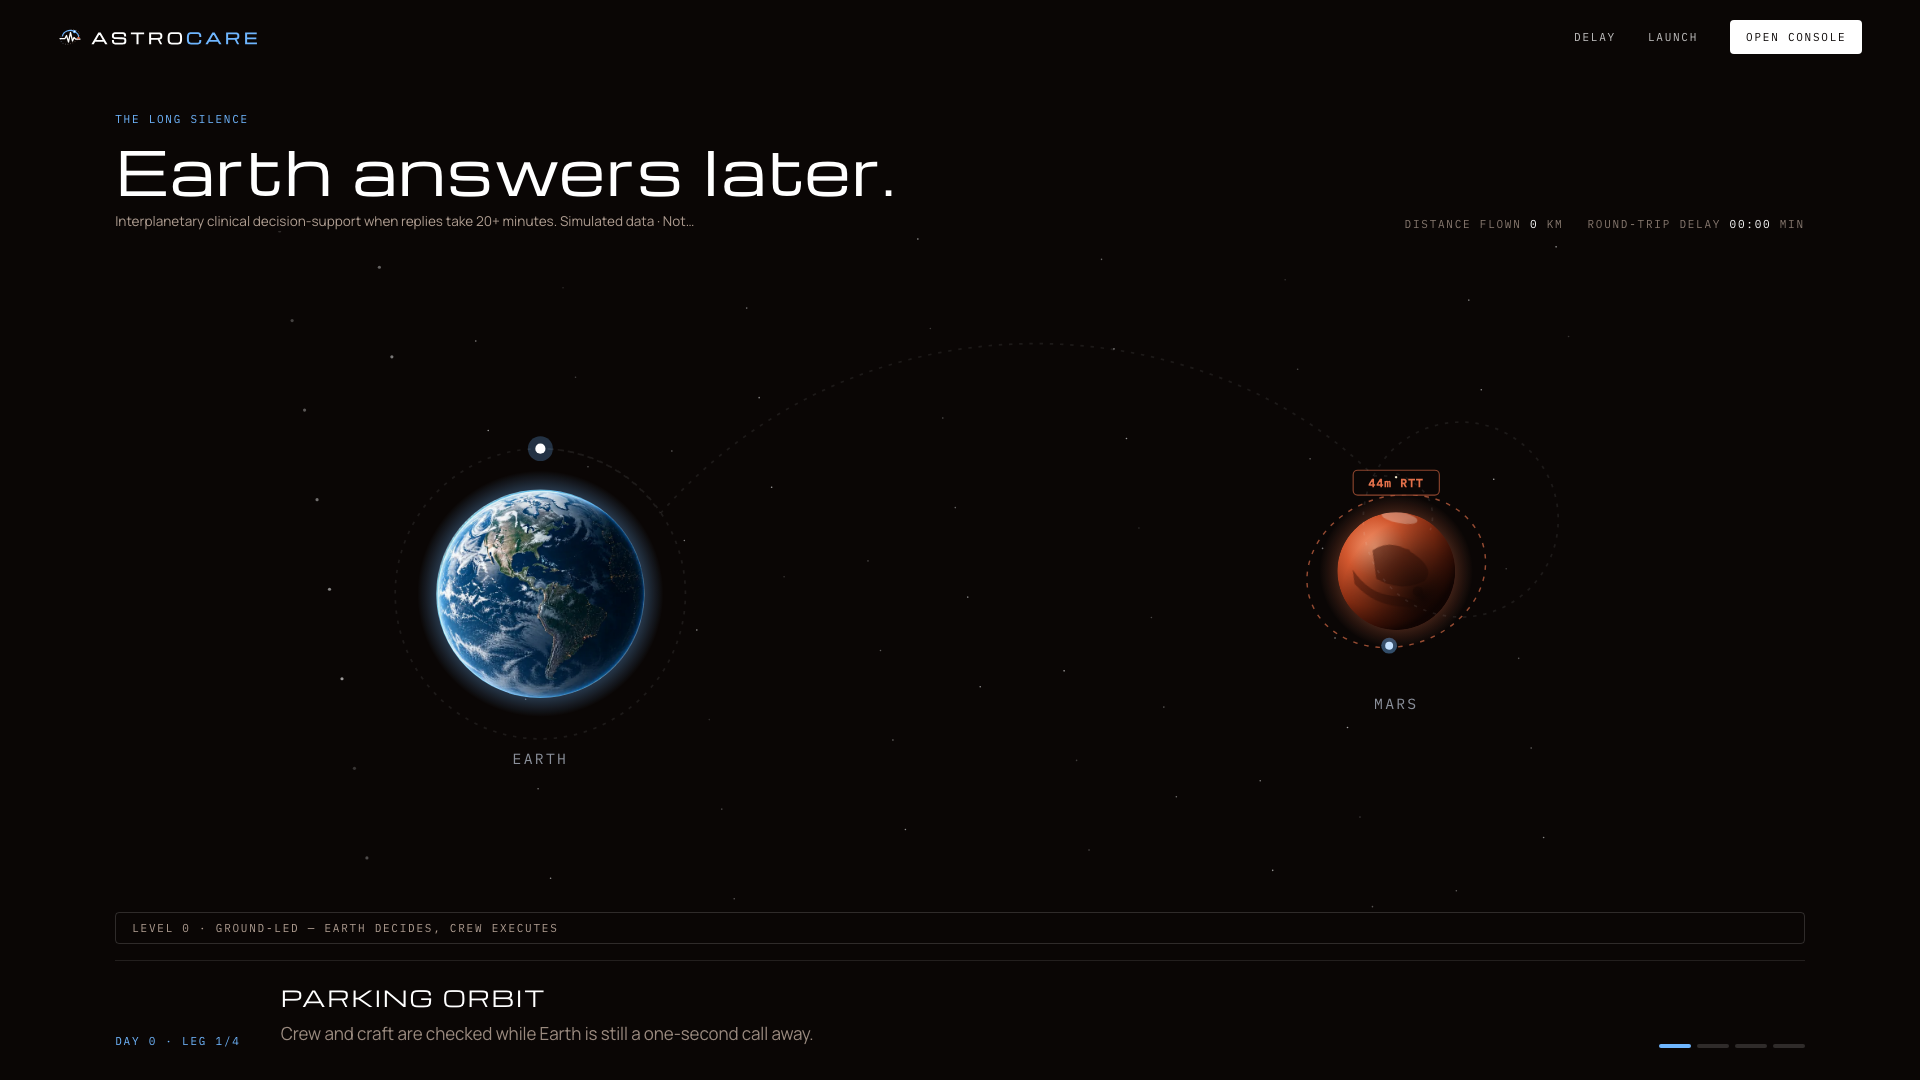 ASTROCARE
DELAY
LAUNCH
OPEN CONSOLE
THE LONG SILENCE
Earth answers later.
Interplanetary clinical decision-support when replies take 20+ minutes. Simulated data · Not...
DISTANCE FLOWN 0 KM
ROUND-TRIP DELAY 00:00 MIN
44m RTT
MARS
EARTH
LEVEL 0 · GROUND-LED — EARTH DECIDES, CREW EXECUTES
PARKING ORBIT
Crew and craft are checked while Earth is still a one-second call away.
DAY 0 · LEG 1/4